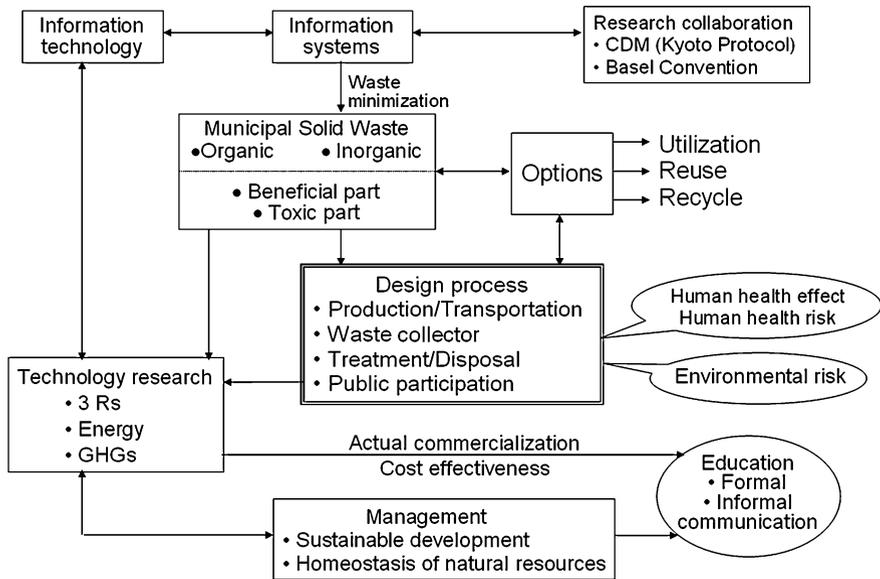 Information
technology
Information
systems
Research collaboration
• CDM (Kyoto Protocol)
• Basel Convention
Waste
minimization
Municipal Solid Waste
●Organic ● Inorganic
● Beneficial part
● Toxic part
Options
Utilization
Reuse
Recycle
Design process
• Production/Transportation
• Waste collector
• Treatment/Disposal
• Public participation
Human health effect
Human health risk
Environmental risk
Technology research
• 3 Rs
• Energy
• GHGs
Actual commercialization
Cost effectiveness
Education
• Formal
• Informal
communication
Management
• Sustainable development
• Homeostasis of natural resources